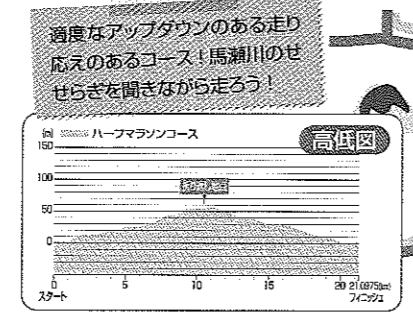 適度なアップダウンのある走り
応えのあるコース！馬瀬川のせ
せらぎを聞きながら走ろう！
(m) ハーフマラソンコース
高低図
150
100
50
0
0 5 10 15 20 21.0975(km)
スタート フィニッシュ